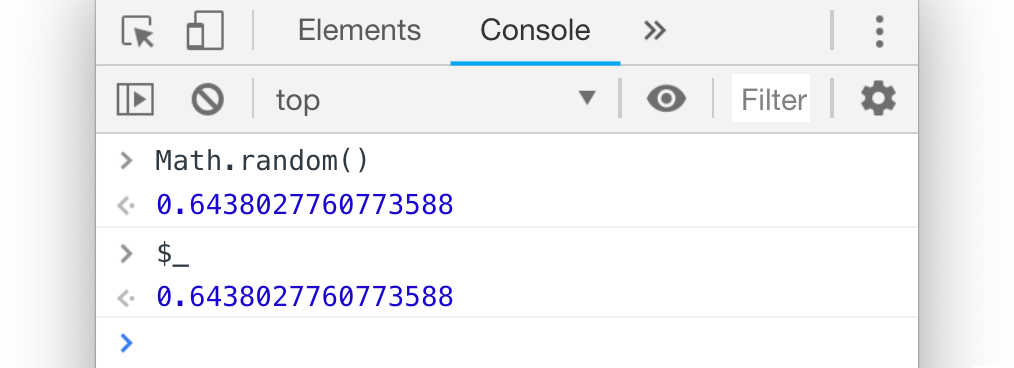 Elements Console »
top ▼ Filter
> Math.random()
<· 0.6438027760773588
> $_
<· 0.6438027760773588
>